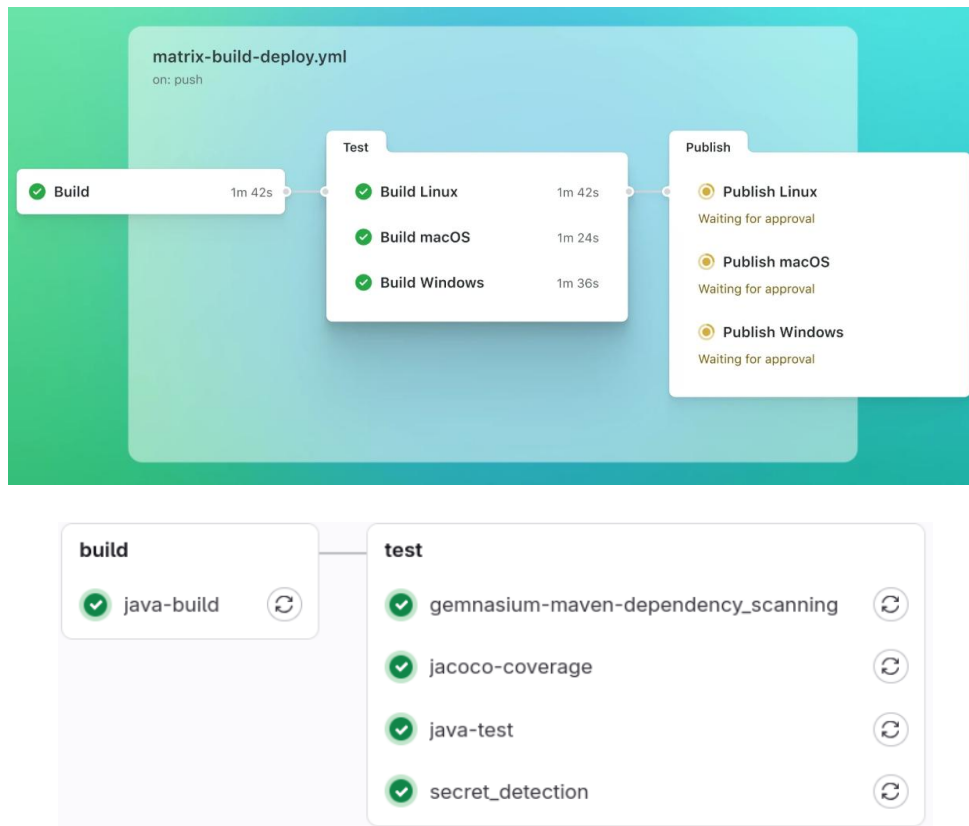 matrix-build-deploy.yml
on: push
Build 1m 42s
Test
Build Linux 1m 42s
Build macOS 1m 24s
Build Windows 1m 36s
Publish
Publish Linux
Waiting for approval
Publish macOS
Waiting for approval
Publish Windows
Waiting for approval
build
java-build
test
gemnasium-maven-dependency_scanning
jacoco-coverage
java-test
secret_detection